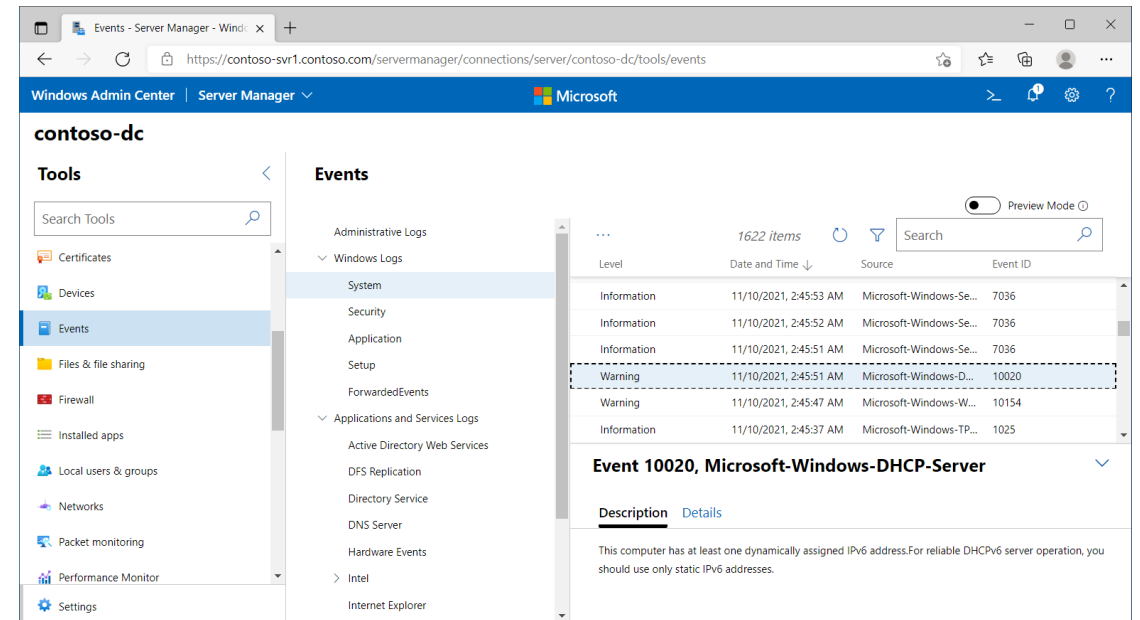 Events - Server Manager - Windo
https://contoso-svr1.contoso.com/servermanager/connections/server/contoso-dc/tools/events
Windows Admin Center | Server Manager
Microsoft
1
?
contoso-dc
Tools
Search Tools
Certificates
Devices
Events
Files & file sharing
Firewall
Installed apps
Local users & groups
Networks
Packet monitoring
Performance Monitor
Settings
Events
Preview Mode
Administrative Logs
Windows Logs
System
Security
Application
Setup
ForwardedEvents
Applications and Services Logs
Active Directory Web Services
DFS Replication
Directory Service
DNS Server
Hardware Events
Intel
Internet Explorer
... 1622 items Search
Level Date and Time Source Event ID
Information 11/10/2021, 2:45:53 AM Microsoft-Windows-Se... 7036
Information 11/10/2021, 2:45:52 AM Microsoft-Windows-Se... 7036
Information 11/10/2021, 2:45:51 AM Microsoft-Windows-Se... 7036
Warning 11/10/2021, 2:45:51 AM Microsoft-Windows-D... 10020
Warning 11/10/2021, 2:45:47 AM Microsoft-Windows-W... 10154
Information 11/10/2021, 2:45:37 AM Microsoft-Windows-TP... 1025
Event 10020, Microsoft-Windows-DHCP-Server
Description Details
This computer has at least one dynamically assigned IPv6 address.For reliable DHCPv6 server operation, you
should use only static IPv6 addresses.